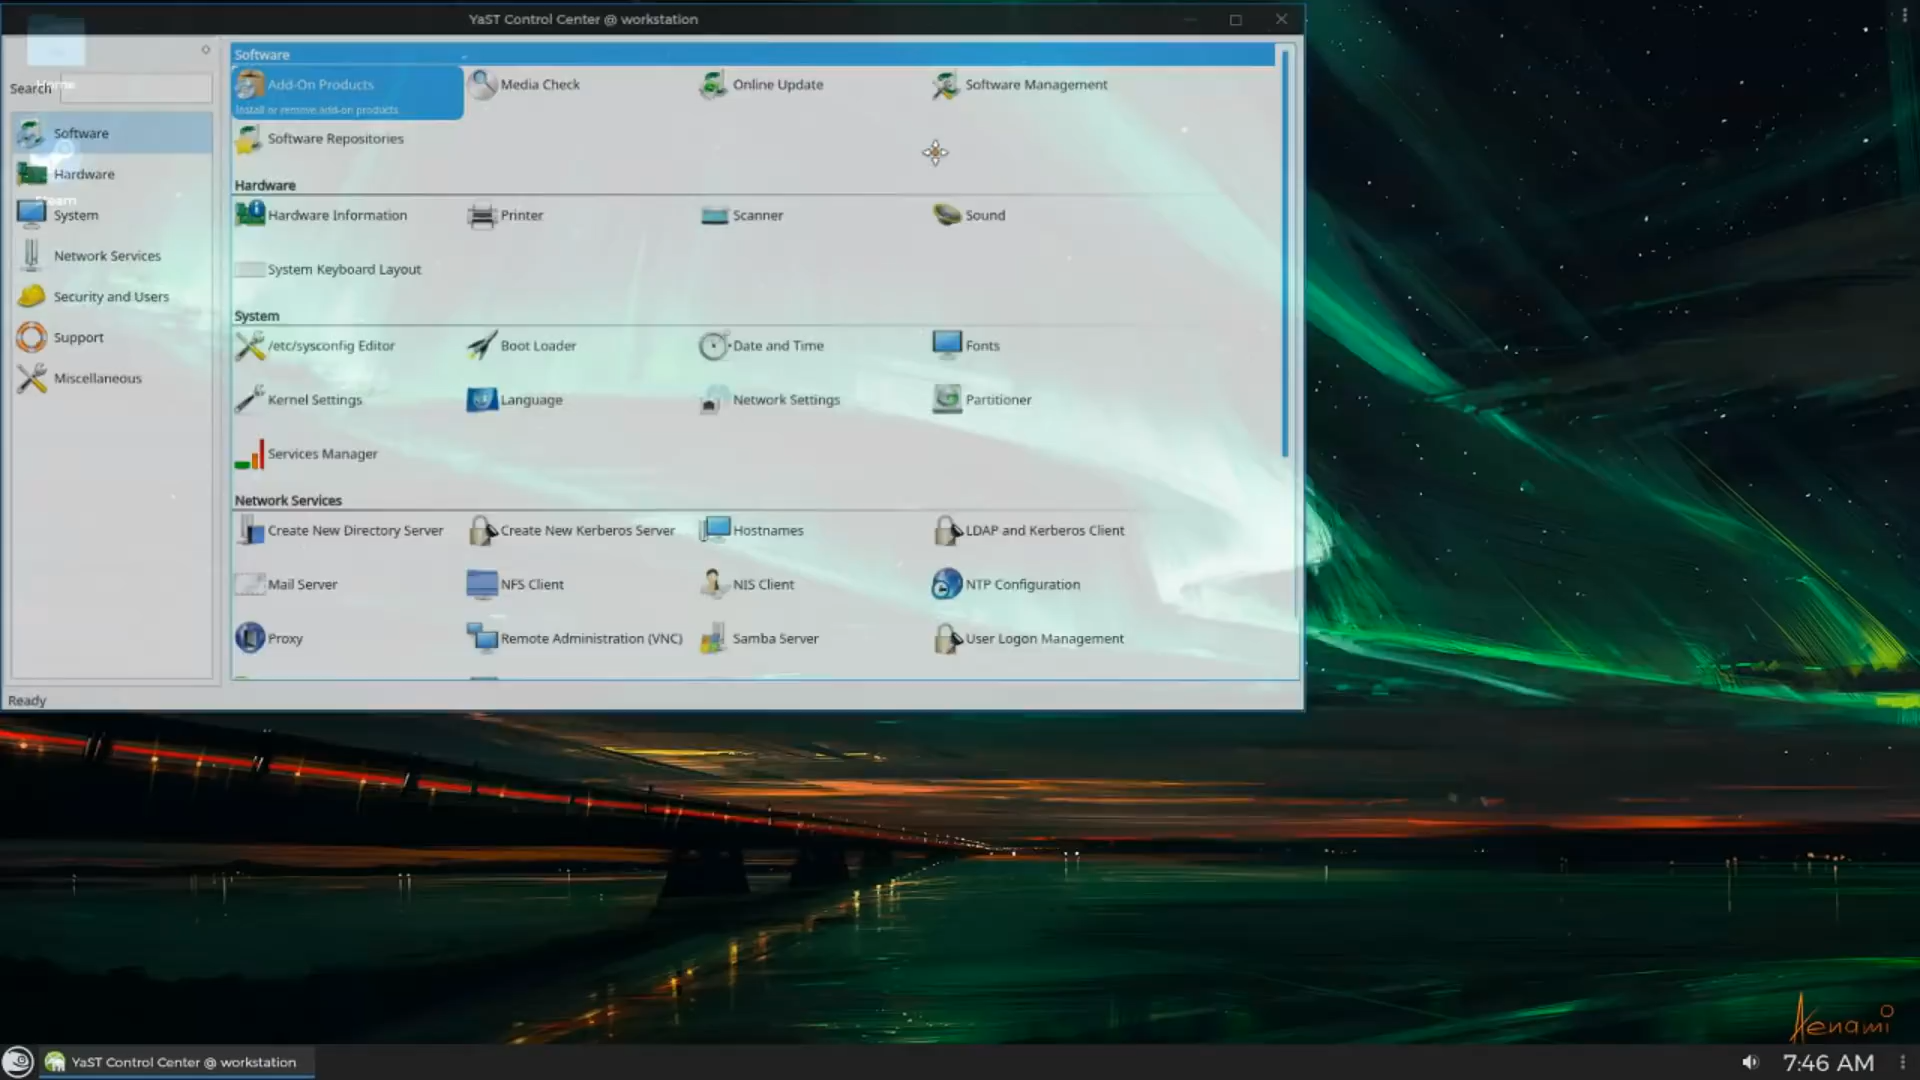 YaST Control Center @ workstation
Home
Search
Software
Hardware
Steam
System
Network Services
Security and Users
Support
Miscellaneous
Software
Add-On Products
Install or remove add-on products
Media Check
Online Update
Software Management
Software Repositories
Hardware
Hardware Information
Printer
Scanner
Sound
System Keyboard Layout
System
/etc/sysconfig Editor
Boot Loader
Date and Time
Fonts
Kernel Settings
Language
Network Settings
Partitioner
Services Manager
Network Services
Create New Directory Server
Create New Kerberos Server
Hostnames
LDAP and Kerberos Client
Mail Server
NFS Client
NIS Client
NTP Configuration
Proxy
Remote Administration (VNC)
Samba Server
User Logon Management
Ready
Aenami
YaST Control Center @ workstation
7:46 AM